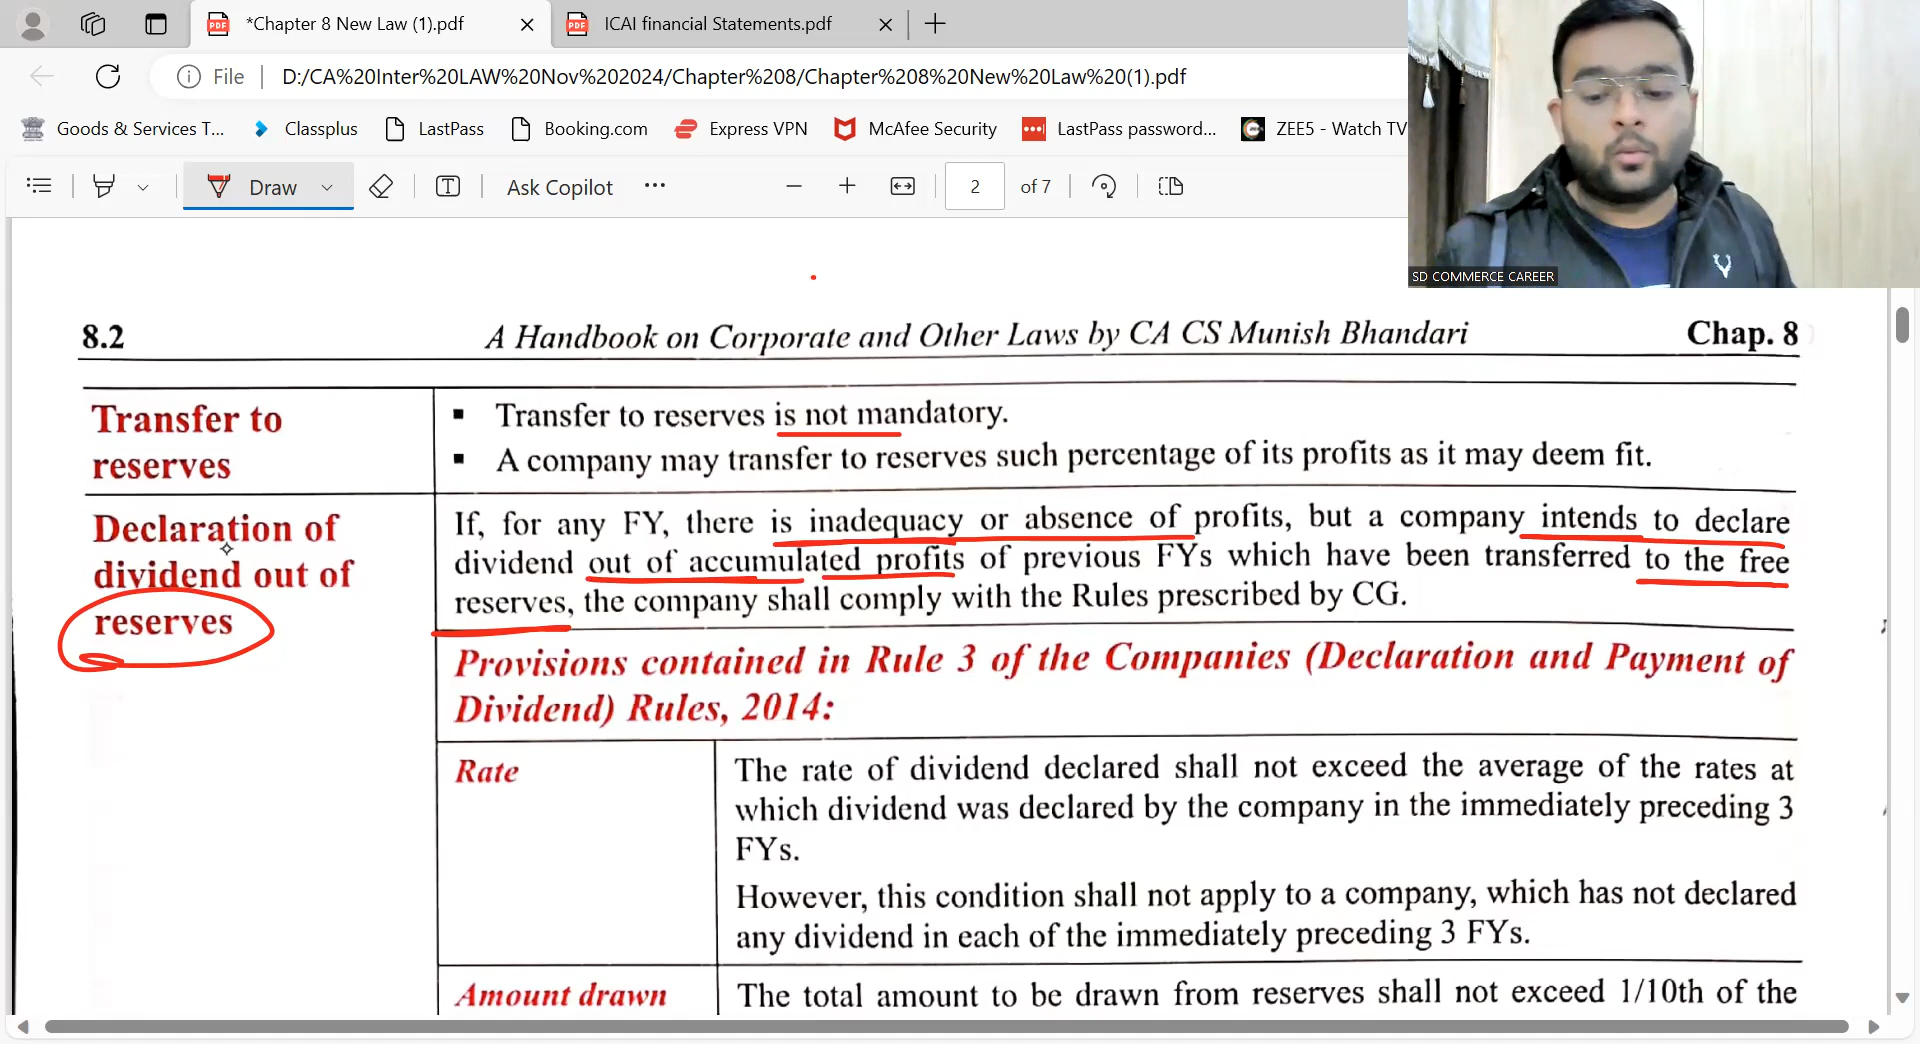 *Chapter 8 New Law (1).pdf
ICAI financial Statements.pdf
File
D:/CA%20Inter%20LAW%20Nov%202024/Chapter%208/Chapter%208%20New%20Law%20(1).pdf
Goods & Services T...
Classplus
LastPass
Booking.com
Express VPN
McAfee Security
LastPass password...
ZEE5 - Watch TV
Draw
Ask Copilot
2
of 7
SD COMMERCE CAREER
8.2
A Handbook on Corporate and Other Laws by CA CS Munish Bhandari
Chap. 8
Transfer to
reserves
▪ Transfer to reserves is not mandatory.
▪ A company may transfer to reserves such percentage of its profits as it may deem fit.
Declaration of
dividend out of
reserves
If, for any FY, there is inadequacy or absence of profits, but a company intends to declare
dividend out of accumulated profits of previous FYs which have been transferred to the free
reserves, the company shall comply with the Rules prescribed by CG.
Provisions contained in Rule 3 of the Companies (Declaration and Payment of
Dividend) Rules, 2014:
Rate
The rate of dividend declared shall not exceed the average of the rates at
which dividend was declared by the company in the immediately preceding 3
FYs.
However, this condition shall not apply to a company, which has not declared
any dividend in each of the immediately preceding 3 FYs.
Amount drawn
The total amount to be drawn from reserves shall not exceed 1/10th of the